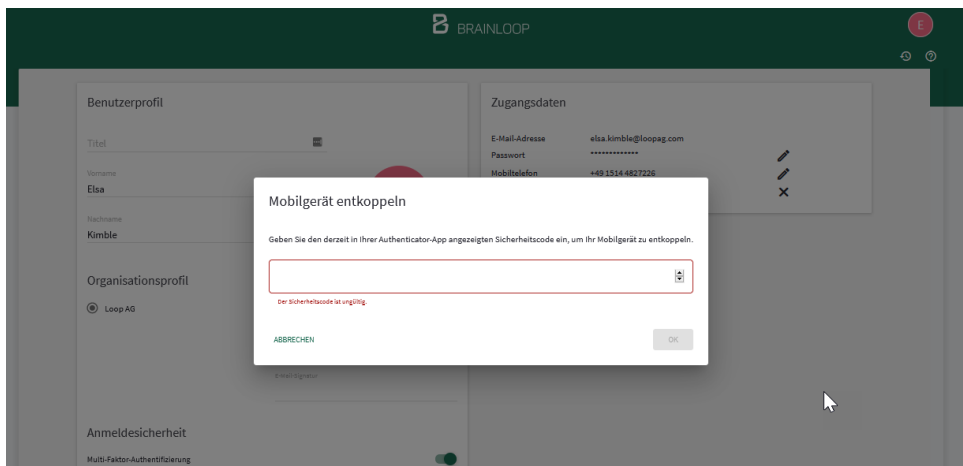 BRAINLOOP
E
Benutzerprofil
Titel
Vorname
Elsa
Nachname
Kimble
Organisationsprofil
Loop AG
E-Mail-Signatur
Anmeldesicherheit
Multi-Faktor-Authentifizierung
Zugangsdaten
E-Mail-Adresse elsa.kimble@loopag.com
Passwort *************
Mobiltelefon +49 1514 4827226
Mobilgerät entkoppeln
Geben Sie den derzeit in Ihrer Authenticator-App angezeigten Sicherheitscode ein, um Ihr Mobilgerät zu entkoppeln.
Der Sicherheitscode ist ungültig.
ABBRECHEN OK